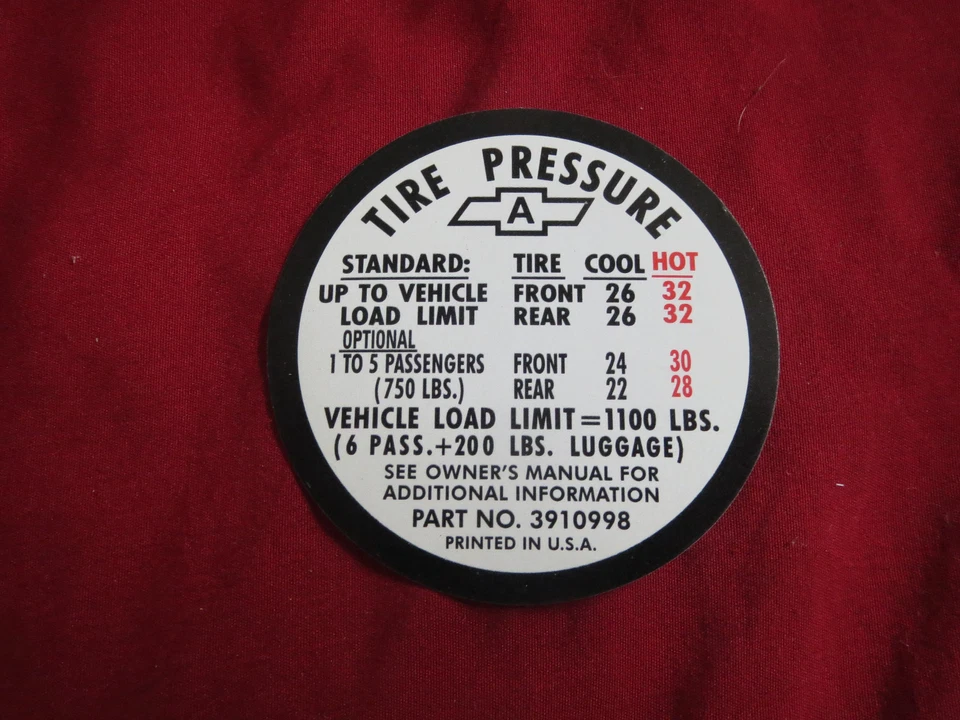 TIRE PRESSURE
A
STANDARD: TIRE COOL HOT
UP TO VEHICLE FRONT 26 32
LOAD LIMIT REAR 26 32
OPTIONAL
1 TO 5 PASSENGERS FRONT 24 30
(750 LBS.) REAR 22 28
VEHICLE LOAD LIMIT=1100 LBS.
(6 PASS.+200 LBS. LUGGAGE)
SEE OWNER'S MANUAL FOR
ADDITIONAL INFORMATION
PART NO. 3910998
PRINTED IN U.S.A.